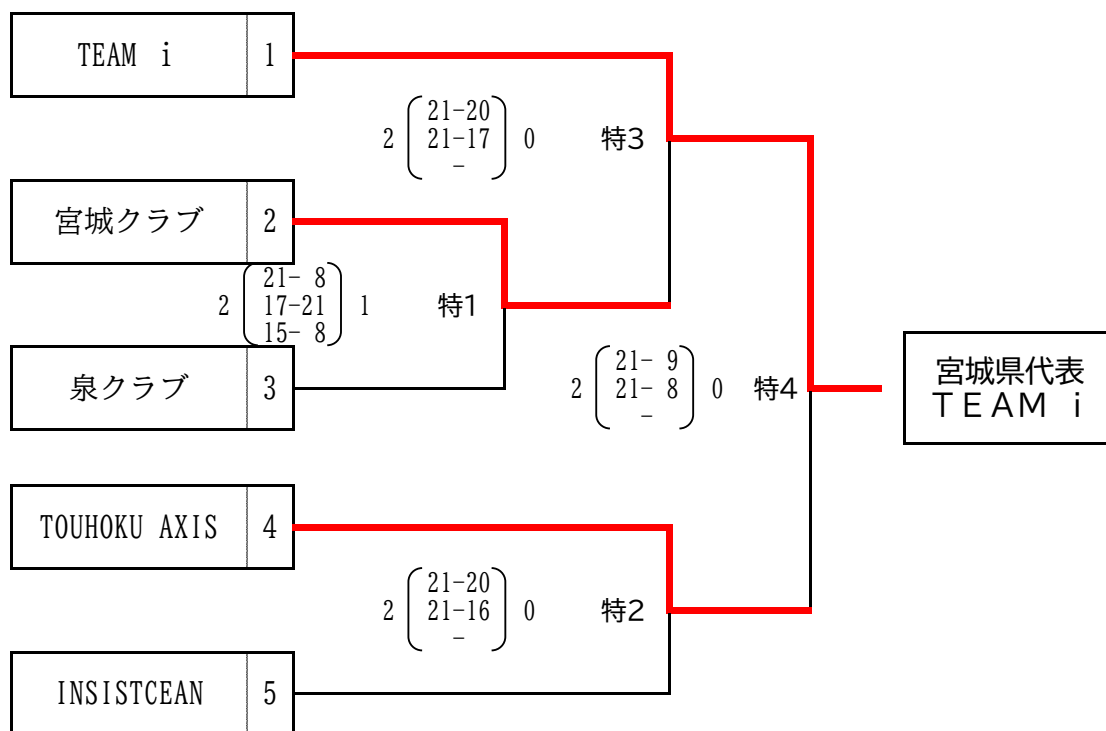 TEAM i 1
21-20
2 21-17 0 特3
-
宮城クラブ 2
21- 8
2 17-21 1 特1
15- 8
泉クラブ 3
21- 9
2 21- 8 0 特4
-
宮城県代表
TEAM i
TOUHOKU AXIS 4
21-20
2 21-16 0 特2
-
INSISTCEAN 5